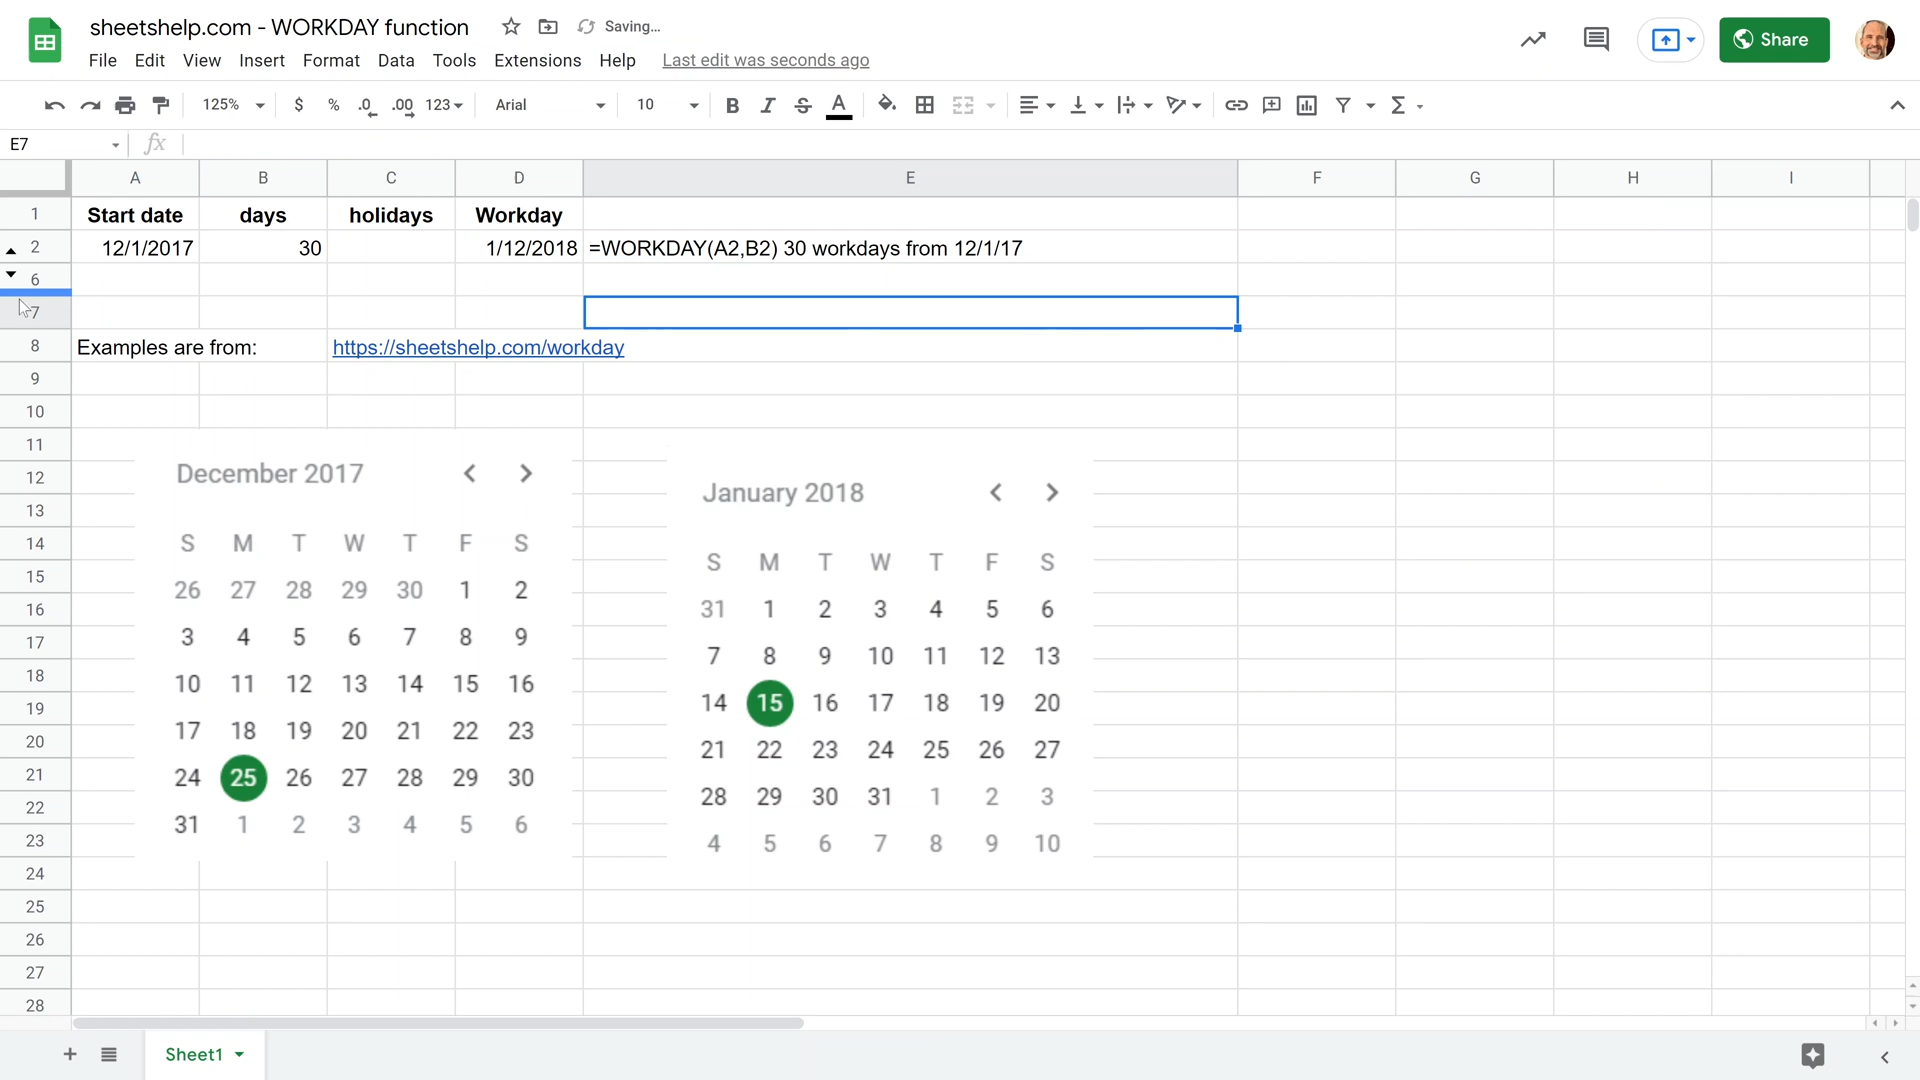 sheetshelp.com - WORKDAY function Saving...
File Edit View Insert Format Data Tools Extensions Help Last edit was seconds ago
Share
125% $ % .0 .00 123 Arial 10 B I S A
E7 fx
A B C D E F G H I
1 Start date days holidays Workday
2 12/1/2017 30 1/12/2018 =WORKDAY(A2,B2) 30 workdays from 12/1/17
6
7
8 Examples are from: https://sheetshelp.com/workday
9
10
11
12
13
14
15
16
17
18
19
20
21
22
23
24
25
26
27
28
December 2017
S M T W T F S
26 27 28 29 30 1 2
3 4 5 6 7 8 9
10 11 12 13 14 15 16
17 18 19 20 21 22 23
24 25 26 27 28 29 30
31 1 2 3 4 5 6
January 2018
S M T W T F S
31 1 2 3 4 5 6
7 8 9 10 11 12 13
14 15 16 17 18 19 20
21 22 23 24 25 26 27
28 29 30 31 1 2 3
4 5 6 7 8 9 10
Sheet1